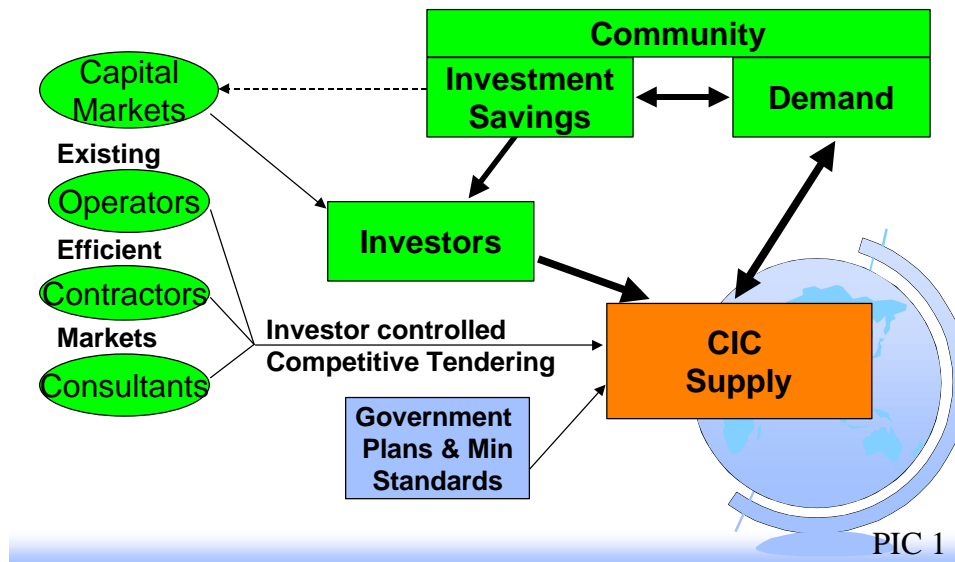 Community
Capital
Markets
Investment
Savings
Demand
Existing
Operators
Investors
Efficient
Contractors
Markets
Consultants
Investor controlled
Competitive Tendering
CIC
Supply
Government
Plans & Min
Standards
PIC 1